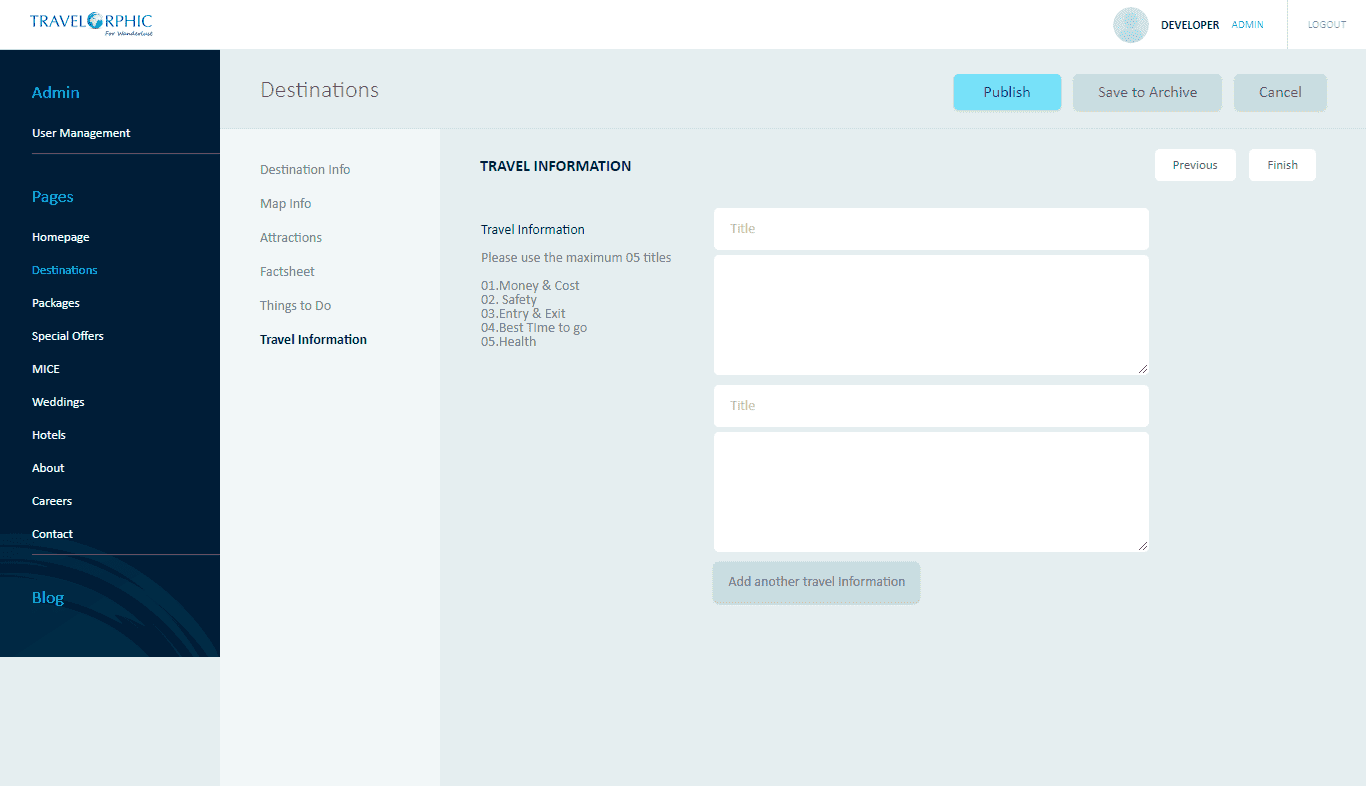 TRAVELORPHIC
For Wanderlust
DEVELOPER ADMIN
LOGOUT
Admin
User Management
Pages
Homepage
Destinations
Packages
Special Offers
MICE
Weddings
Hotels
About
Careers
Contact
Blog
Destinations
Publish
Save to Archive
Cancel
Destination Info
Map Info
Attractions
Factsheet
Things to Do
Travel Information
TRAVEL INFORMATION
Previous
Finish
Travel Information
Please use the maximum 05 titles
01.Money & Cost
02. Safety
03.Entry & Exit
04.Best TIme to go
05.Health
Title
Title
Add another travel Information